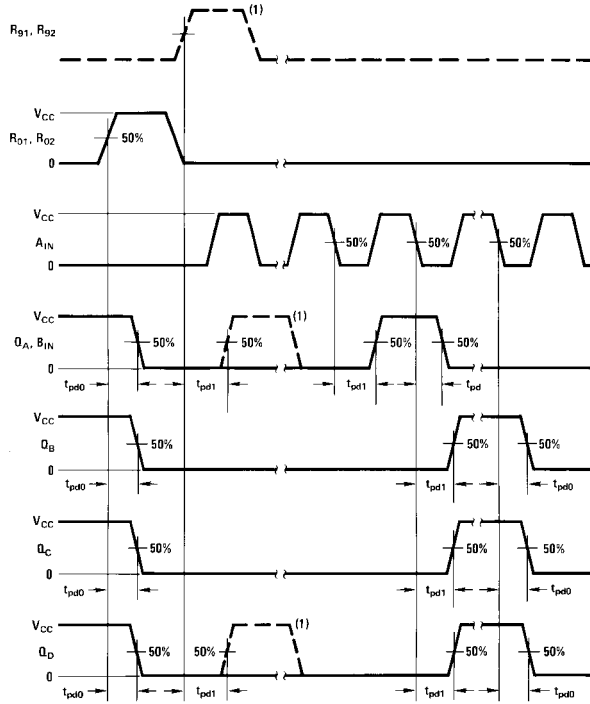 (1)
R91, R92
VCC
R01, R02
50%
0
VCC
AIN
50% 50% 50%
0
VCC
(1)
QA, BIN
50% 50% 50% 50%
0
tpd0 tpd1 tpd1 tpd
VCC
QB
50% 50% 50%
0
tpd0 tpd1 tpd0
VCC
QC
50% 50% 50%
0
tpd0 tpd1 tpd0
VCC
(1)
QD
50% 50% 50% 50%
0
tpd0 tpd1 tpd1 tpd0